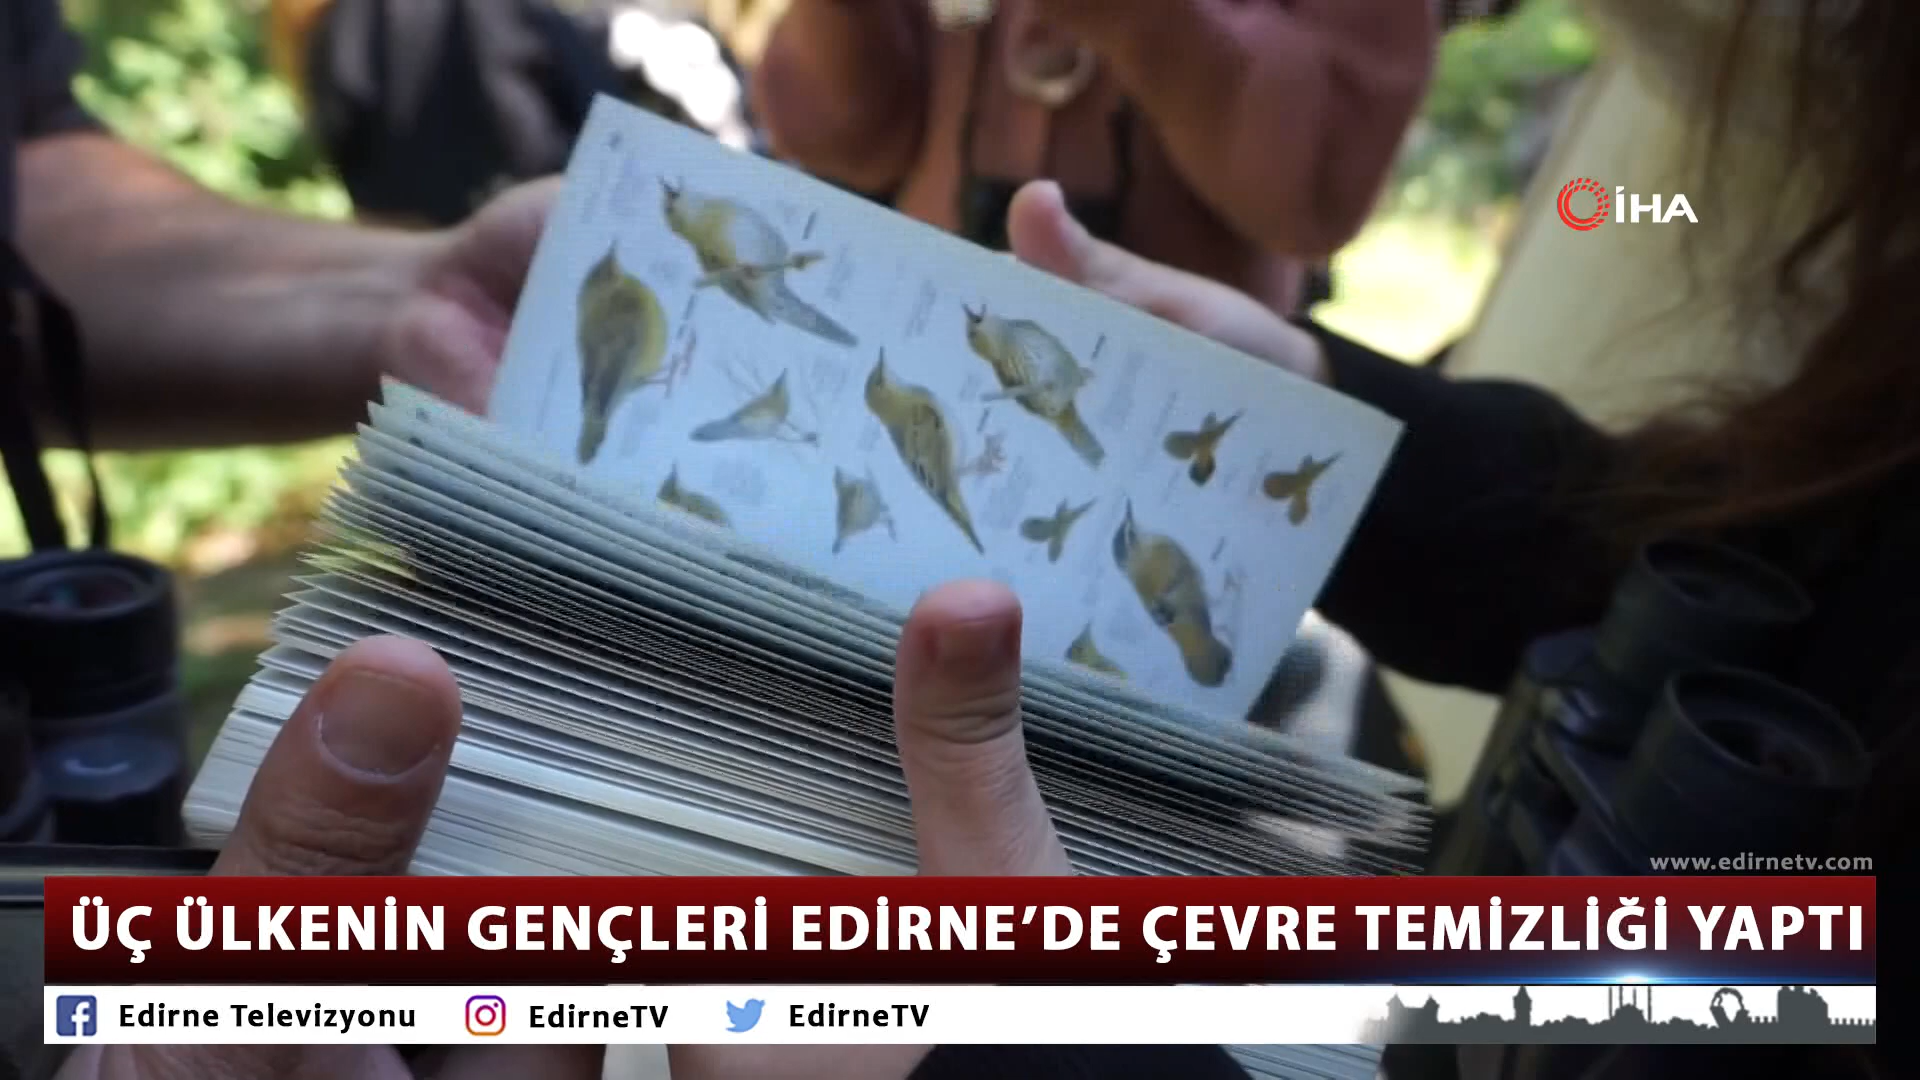 İHA
www.edirnetv.com
ÜÇ ÜLKENİN GENÇLERİ EDİRNE’DE ÇEVRE TEMİZLİĞİ YAPTI
Edirne Televizyonu EdirneTV EdirneTV